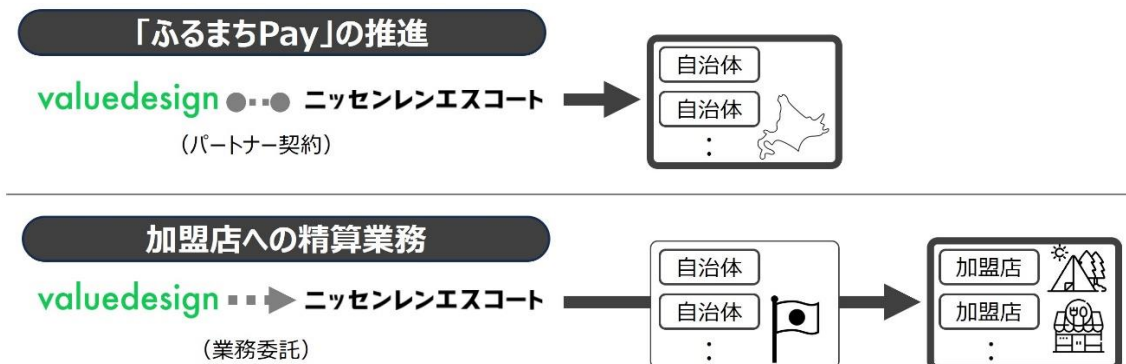 「ふるまちPay」の推進
valuedesign ニッセンレンエスコート
(パートナー契約)
自治体
自治体
:
加盟店への精算業務
valuedesign ニッセンレンエスコート
(業務委託)
自治体
自治体
:
加盟店
加盟店
: